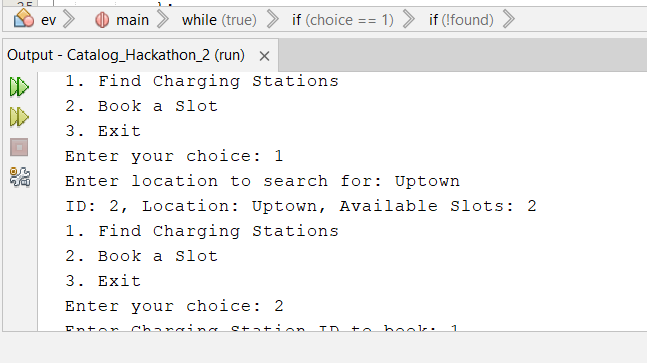 ev main while (true) if (choice == 1) if (!found)
Output - Catalog_Hackathon_2 (run) ×
1. Find Charging Stations
2. Book a Slot
3. Exit
Enter your choice: 1
Enter location to search for: Uptown
ID: 2, Location: Uptown, Available Slots: 2
1. Find Charging Stations
2. Book a Slot
3. Exit
Enter your choice: 2
Enter Charging Station ID to book: 1